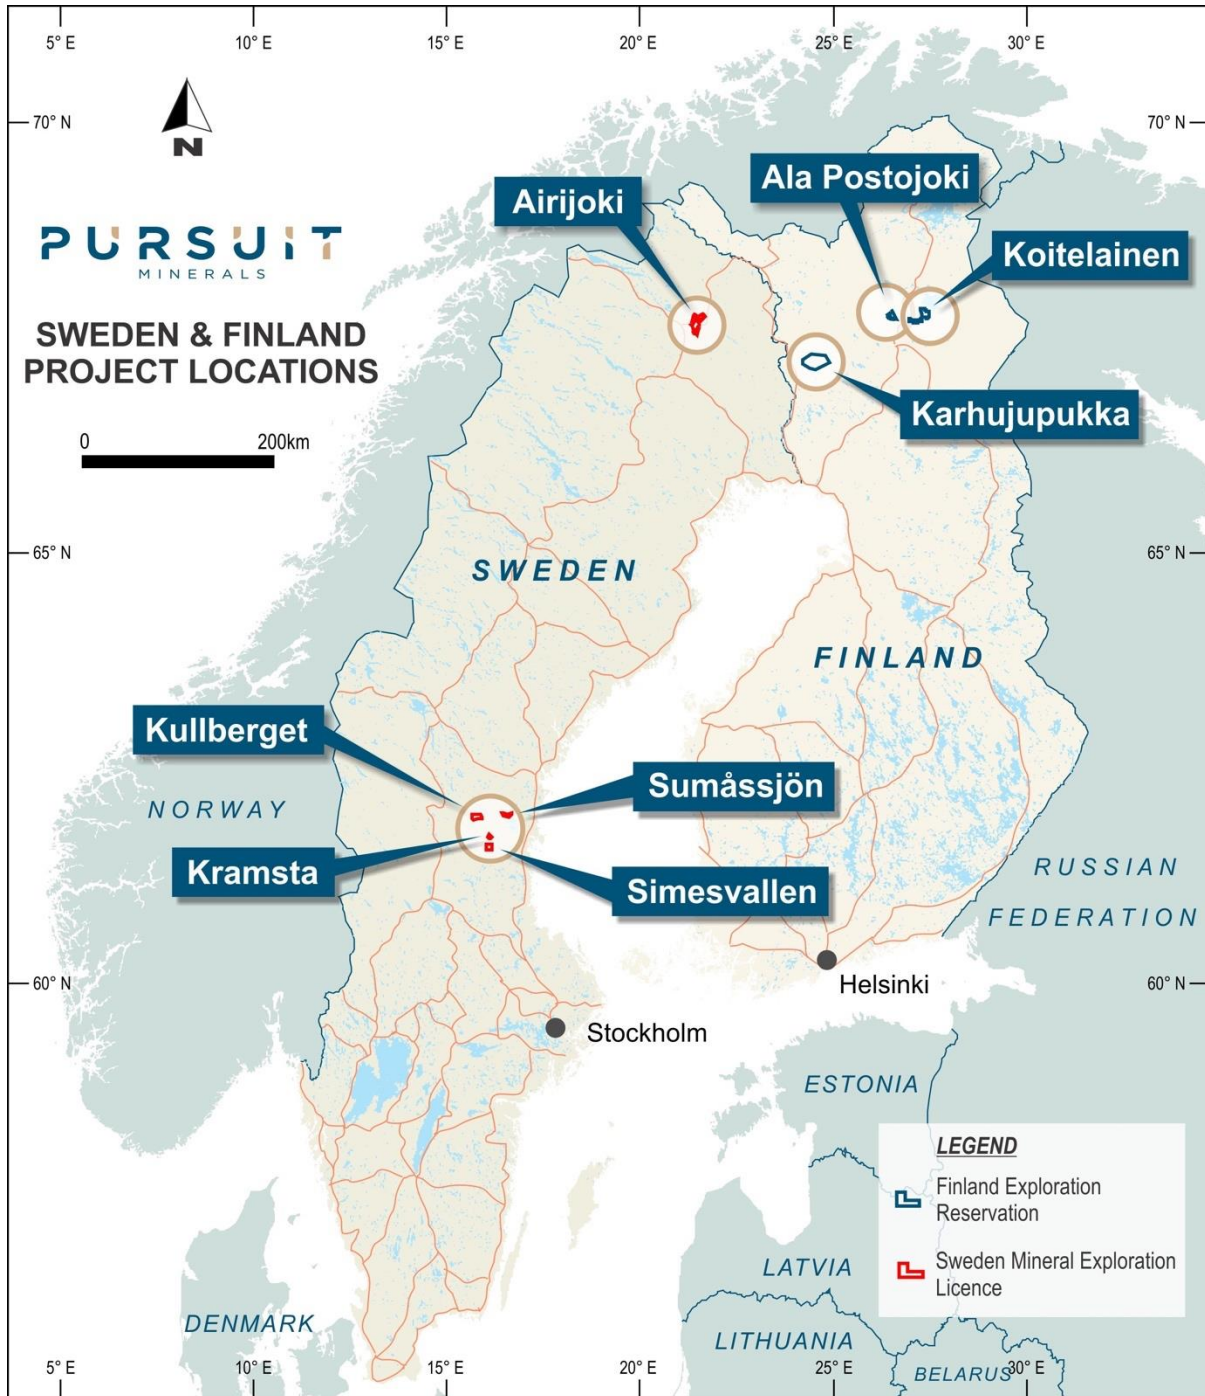 5° E 10° E 15° E 20° E 25° E 30° E
70° N 70° N
N
Ala Postojoki
Airijoki
Koitelainen
PURSUIT
MINERALS
SWEDEN & FINLAND
PROJECT LOCATIONS
Karhujupukka
0 200km
65° N 65° N
SWEDEN
FINLAND
Kullberget
Sumåssjön
NORWAY
Kramsta
Simesvallen
RUSSIAN
FEDERATION
60° N 60° N
Helsinki
Stockholm
ESTONIA
LEGEND
Finland Exploration
Reservation
Sweden Mineral Exploration
Licence
LATVIA
DENMARK
LITHUANIA
BELARUS
5° E 10° E 15° E 20° E 25° E 30° E